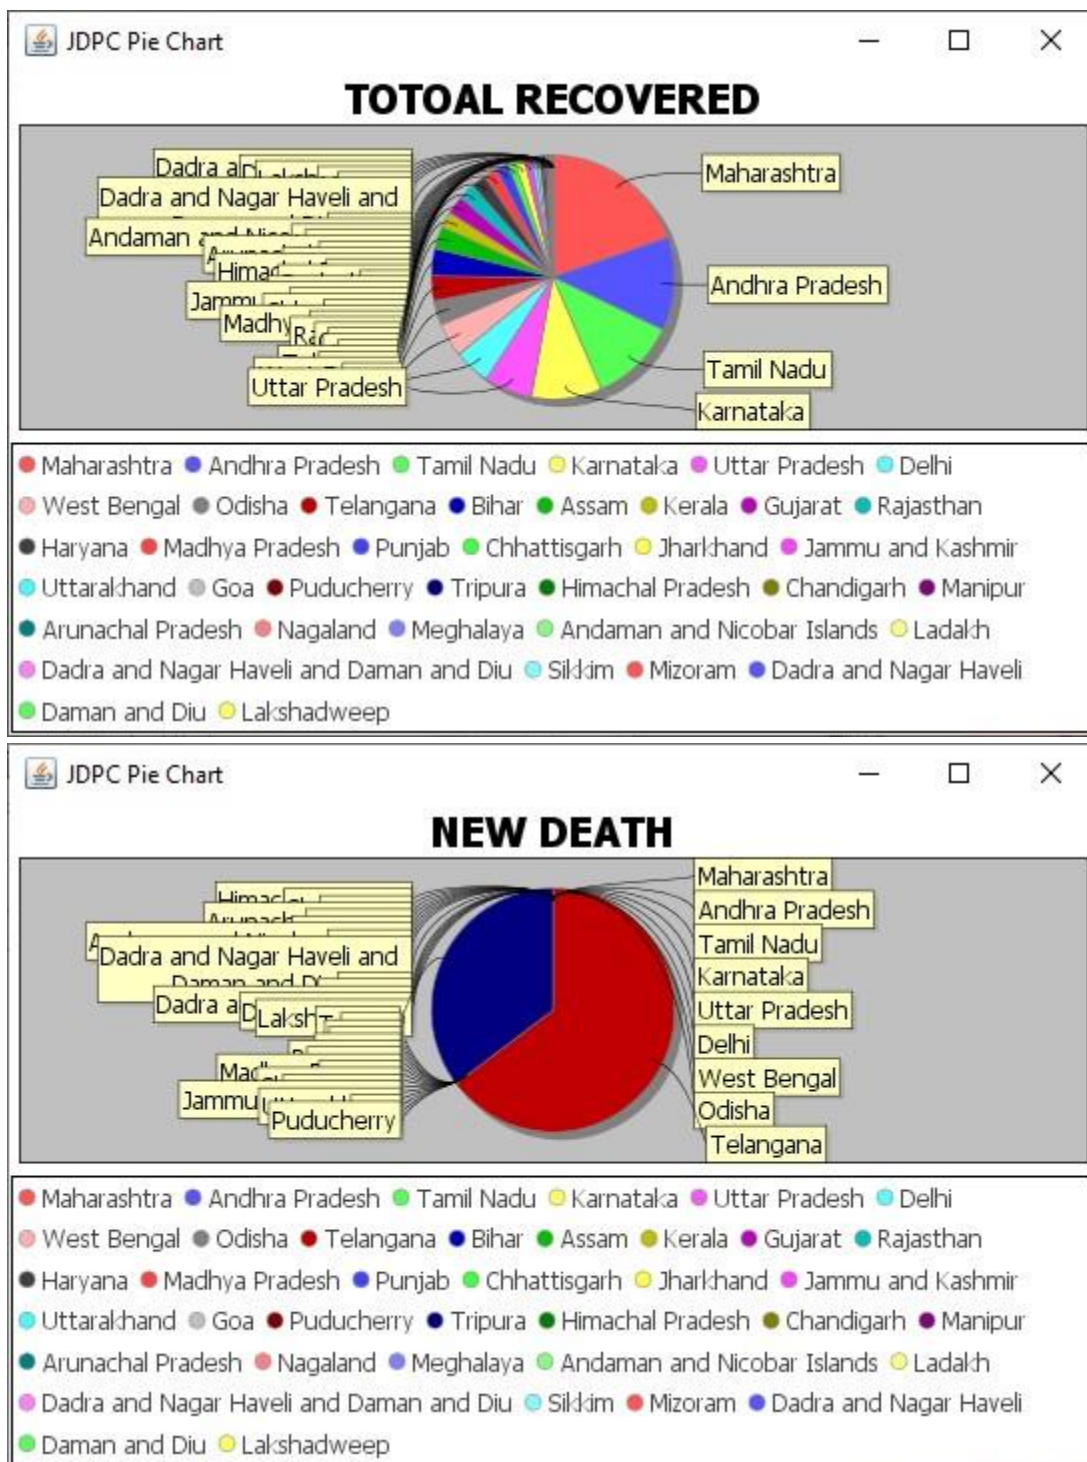 JDPC Pie Chart
TOTOAL RECOVERED
Maharashtra
Andhra Pradesh
Tamil Nadu
Karnataka
Dadra
Dadra and Nagar Haveli and
Andaman and
Jammu
Uttar Pradesh
Maharashtra Andhra Pradesh Tamil Nadu Karnataka Uttar Pradesh Delhi
West Bengal Odisha Telangana Bihar Assam Kerala Gujarat Rajasthan
Haryana Madhya Pradesh Punjab Chhattisgarh Jharkhand Jammu and Kashmir
Uttarakhand Goa Puducherry Tripura Himachal Pradesh Chandigarh Manipur
Arunachal Pradesh Nagaland Meghalaya Andaman and Nicobar Islands Ladakh
Dadra and Nagar Haveli and Daman and Diu Sikkim Mizoram Dadra and Nagar Haveli
Daman and Diu Lakshadweep
JDPC Pie Chart
NEW DEATH
Dadra and Nagar Haveli and
Daman and
Dadra
Jammu
Puducherry
Maharashtra
Andhra Pradesh
Tamil Nadu
Karnataka
Uttar Pradesh
Delhi
West Bengal
Odisha
Telangana
Maharashtra Andhra Pradesh Tamil Nadu Karnataka Uttar Pradesh Delhi
West Bengal Odisha Telangana Bihar Assam Kerala Gujarat Rajasthan
Haryana Madhya Pradesh Punjab Chhattisgarh Jharkhand Jammu and Kashmir
Uttarakhand Goa Puducherry Tripura Himachal Pradesh Chandigarh Manipur
Arunachal Pradesh Nagaland Meghalaya Andaman and Nicobar Islands Ladakh
Dadra and Nagar Haveli and Daman and Diu Sikkim Mizoram Dadra and Nagar Haveli
Daman and Diu Lakshadweep